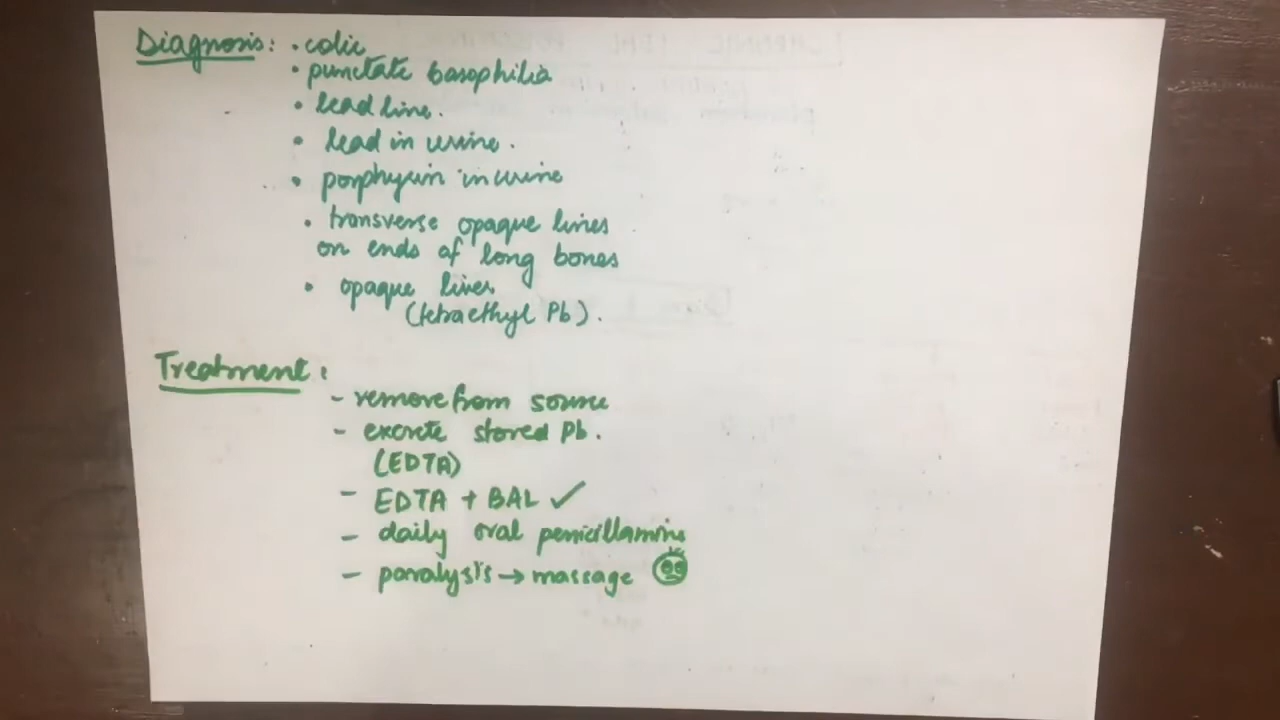 Diagnosis: • colic
• punctate basophilia
• lead line.
• lead in urine.
• porphyrin in urine
• transverse opaque lines
on ends of long bones
• opaque liver
(tetraethyl Pb).
Treatment:
- remove from source
- excrete stored Pb.
(EDTA)
- EDTA + BAL ✓
- daily oral penicillamine
- paralysis → massage